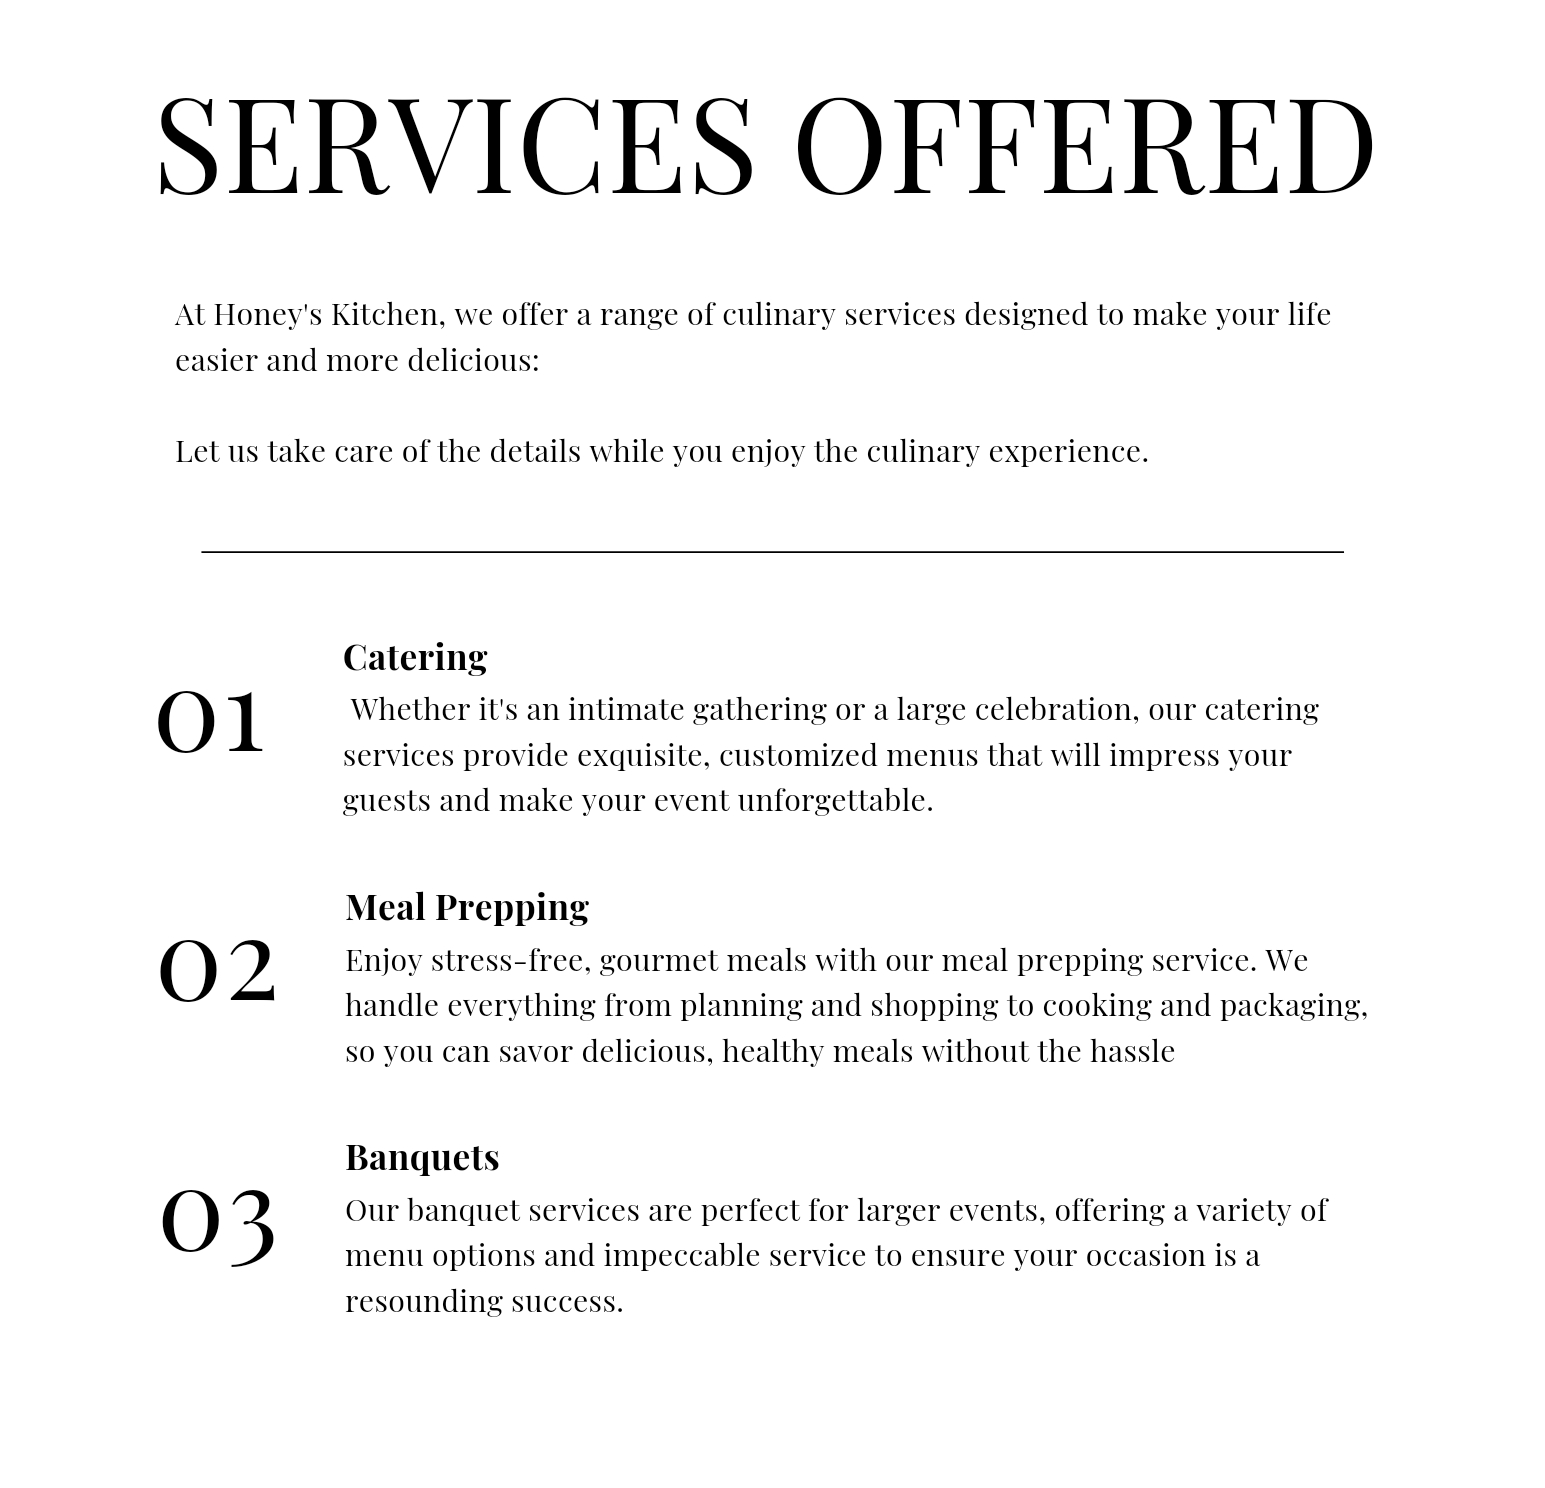 SERVICES OFFERED
At Honey's Kitchen, we offer a range of culinary services designed to make your life
easier and more delicious:
Let us take care of the details while you enjoy the culinary experience.
01
Catering
Whether it's an intimate gathering or a large celebration, our catering
services provide exquisite, customized menus that will impress your
guests and make your event unforgettable.
02
Meal Prepping
Enjoy stress-free, gourmet meals with our meal prepping service. We
handle everything from planning and shopping to cooking and packaging,
so you can savor delicious, healthy meals without the hassle
03
Banquets
Our banquet services are perfect for larger events, offering a variety of
menu options and impeccable service to ensure your occasion is a
resounding success.